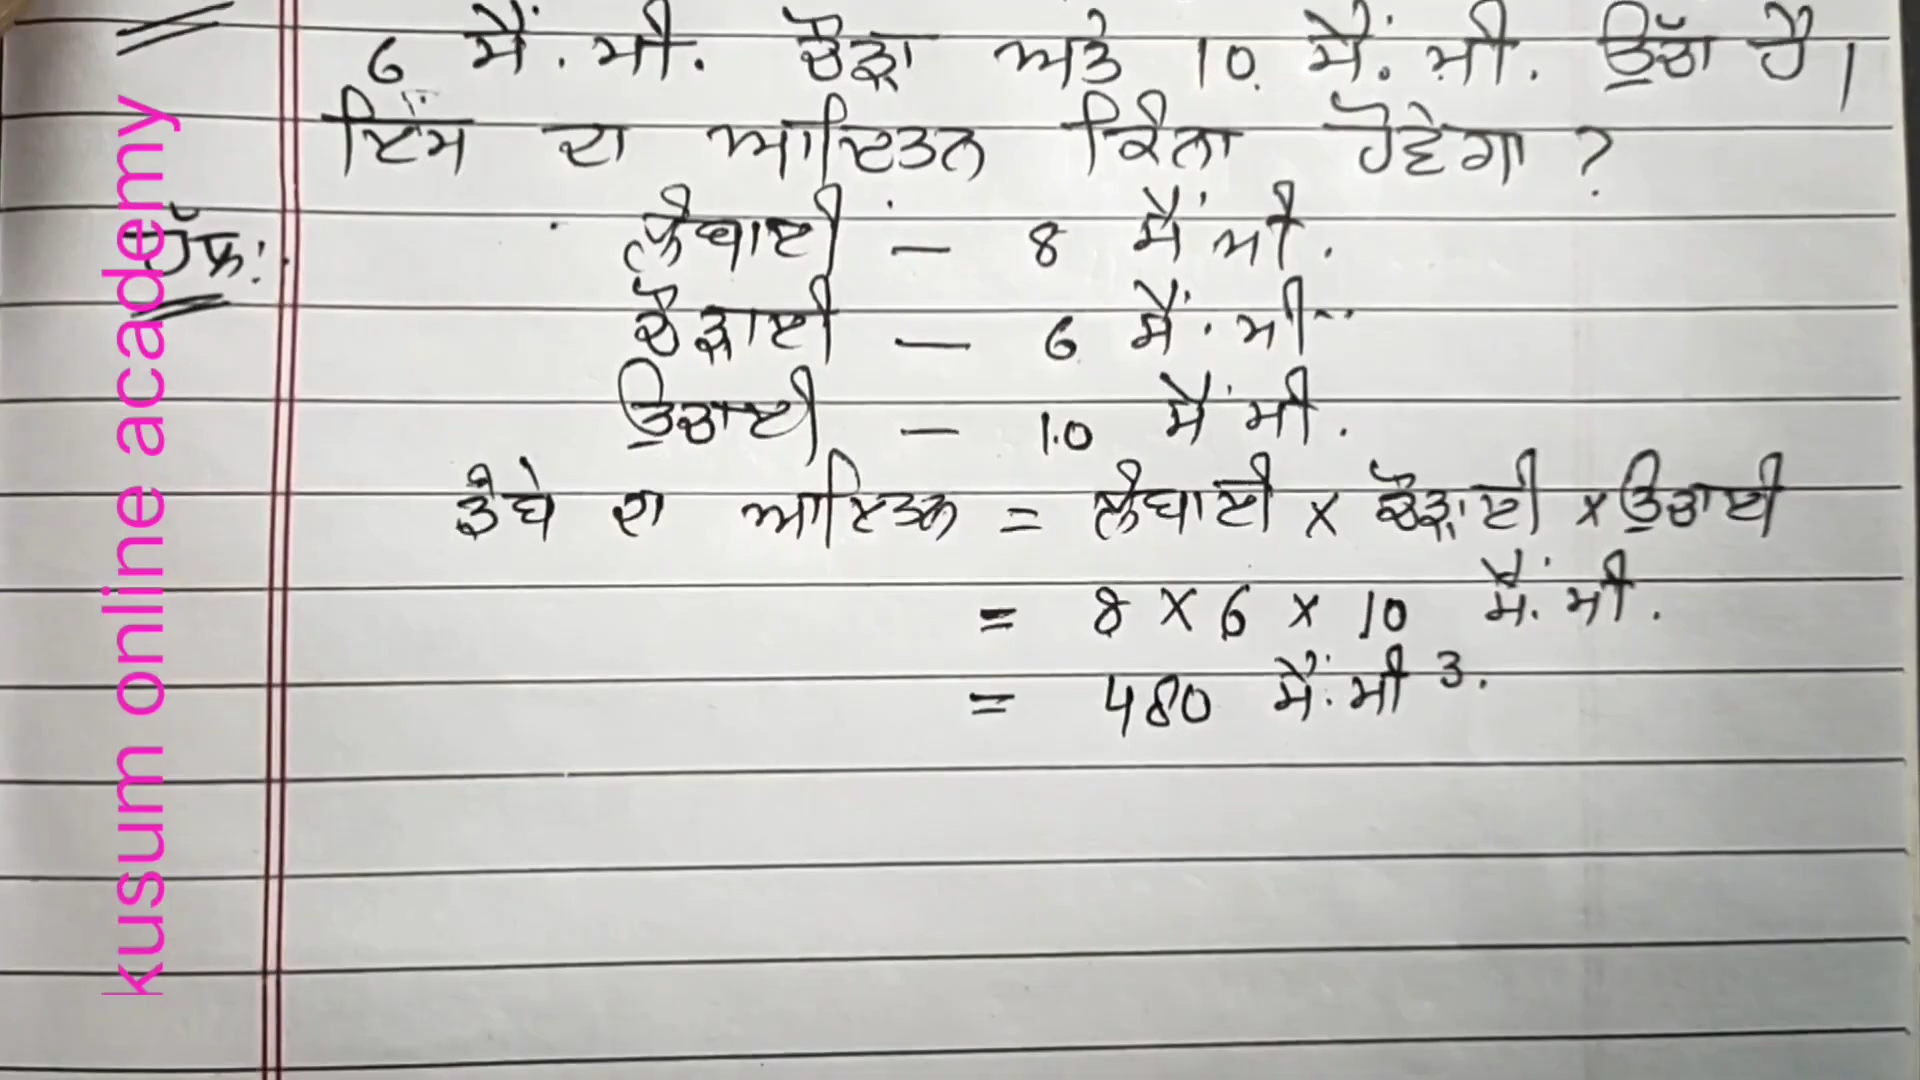 6 ਸੈਂ. ਮੀ. ਚੌੜਾ ਅਤੇ 10 ਸੈਂ. ਮੀ. ਉੱਚਾ ਹੈ।
ਇਸ ਦਾ ਆਇਤਨ ਕਿੰਨਾ ਹੋਵੇਗਾ ?
ਹੱਲ:
ਲੰਬਾਈ — 8 ਸੈਂ ਮੀ.
ਚੌੜਾਈ — 6 ਸੈਂ. ਮੀ.
ਉਚਾਈ — 10 ਸੈਂ ਮੀ.
ਡੱਬੇ ਦਾ ਆਇਤਨ = ਲੰਬਾਈ x ਚੌੜਾਈ x ਉਚਾਈ
= 8 x 6 x 10 ਸੈਂ. ਮੀ.
= 480 ਸੈਂ. ਮੀ ³.
kusum online academy